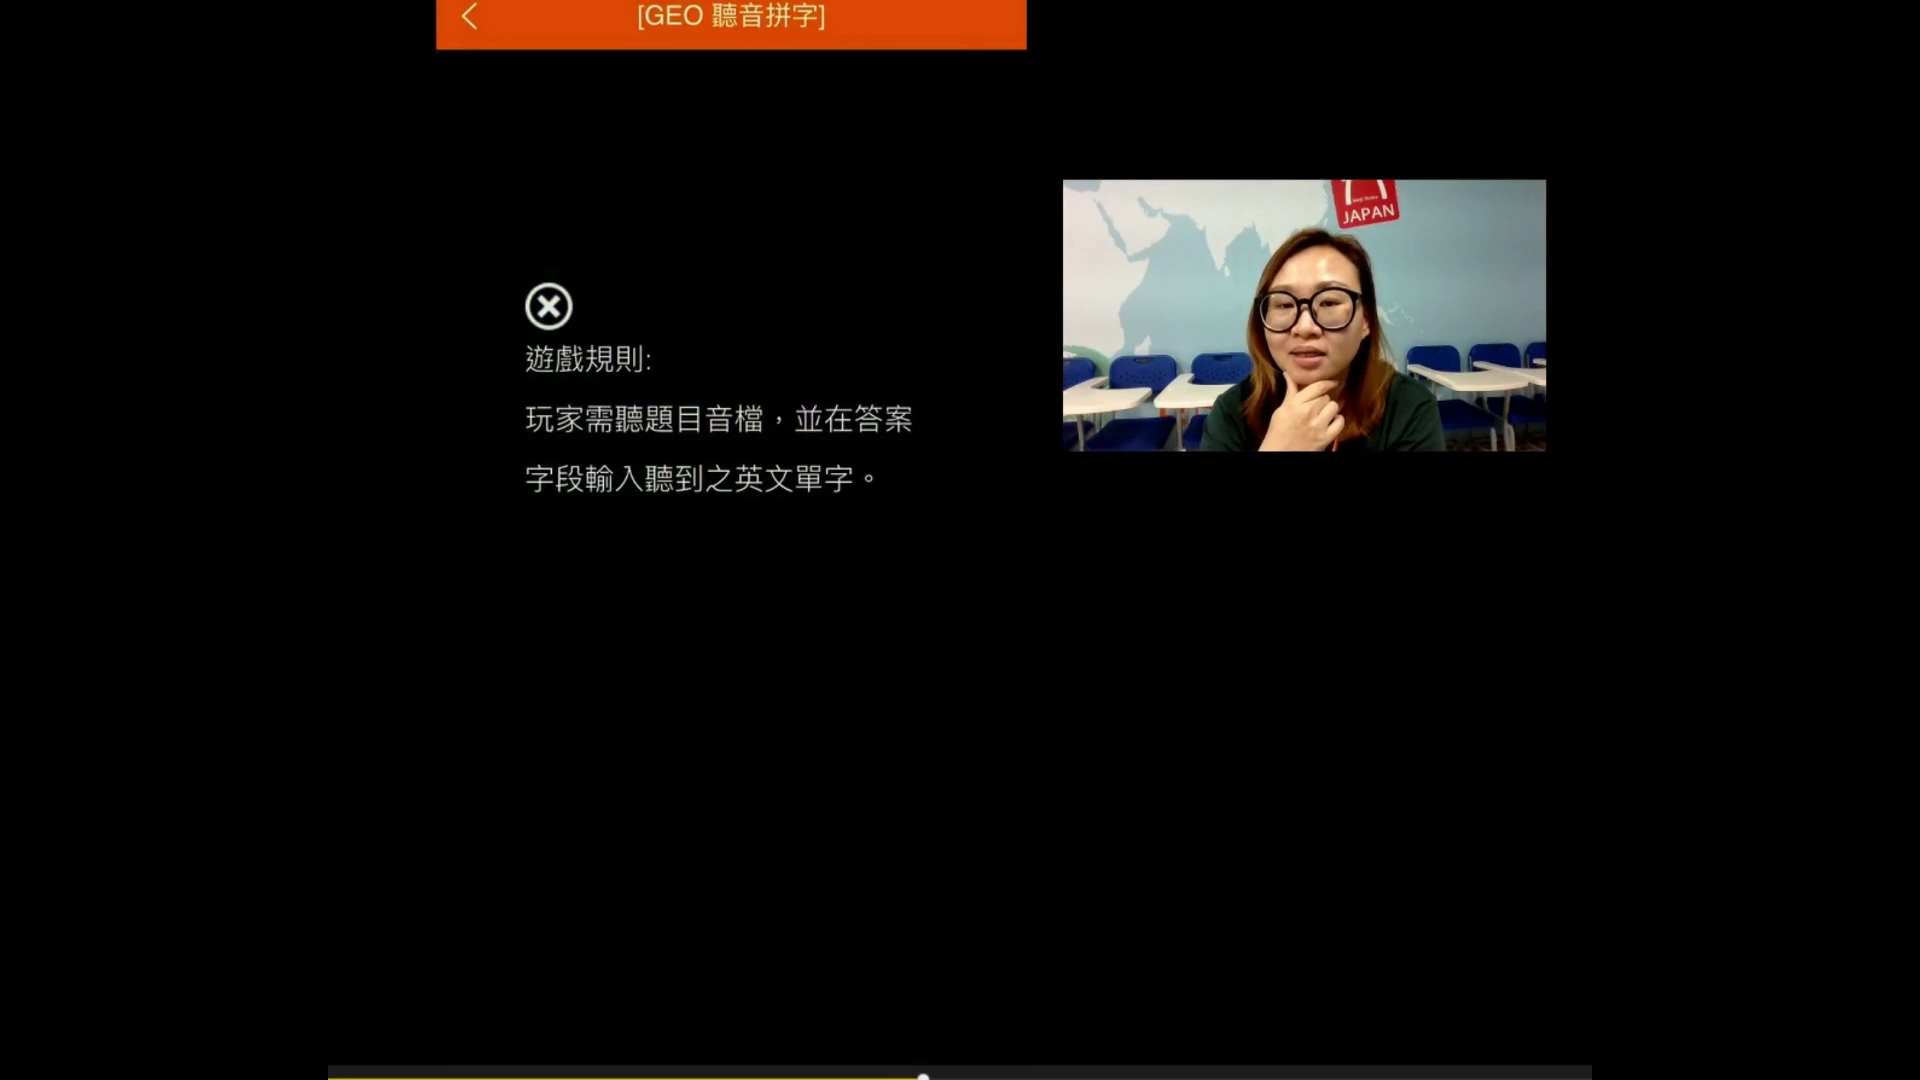 [GEO 聽音拼字]
JAPAN
遊戲規則:
玩家需聽題目音檔，並在答案
字段輸入聽到之英文單字。